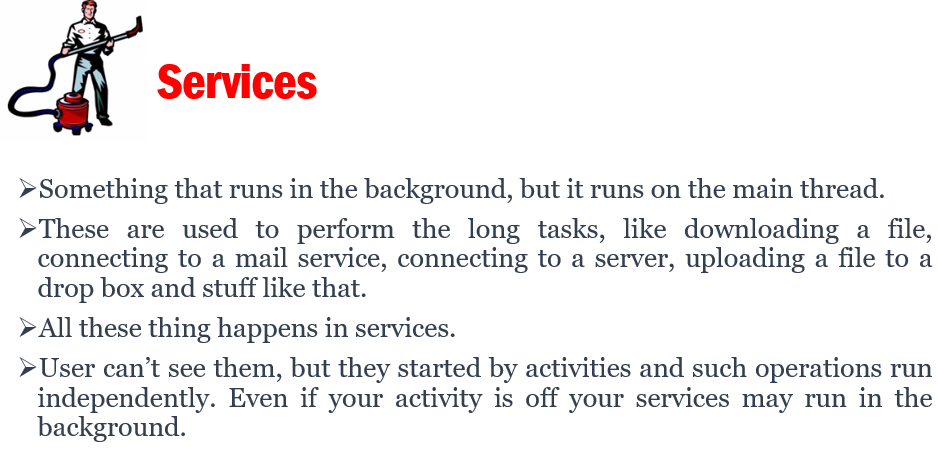 Services
➢Something that runs in the background, but it runs on the main thread.
➢These are used to perform the long tasks, like downloading a file,
connecting to a mail service, connecting to a server, uploading a file to a
drop box and stuff like that.
➢All these thing happens in services.
➢User can’t see them, but they started by activities and such operations run
independently. Even if your activity is off your services may run in the
background.